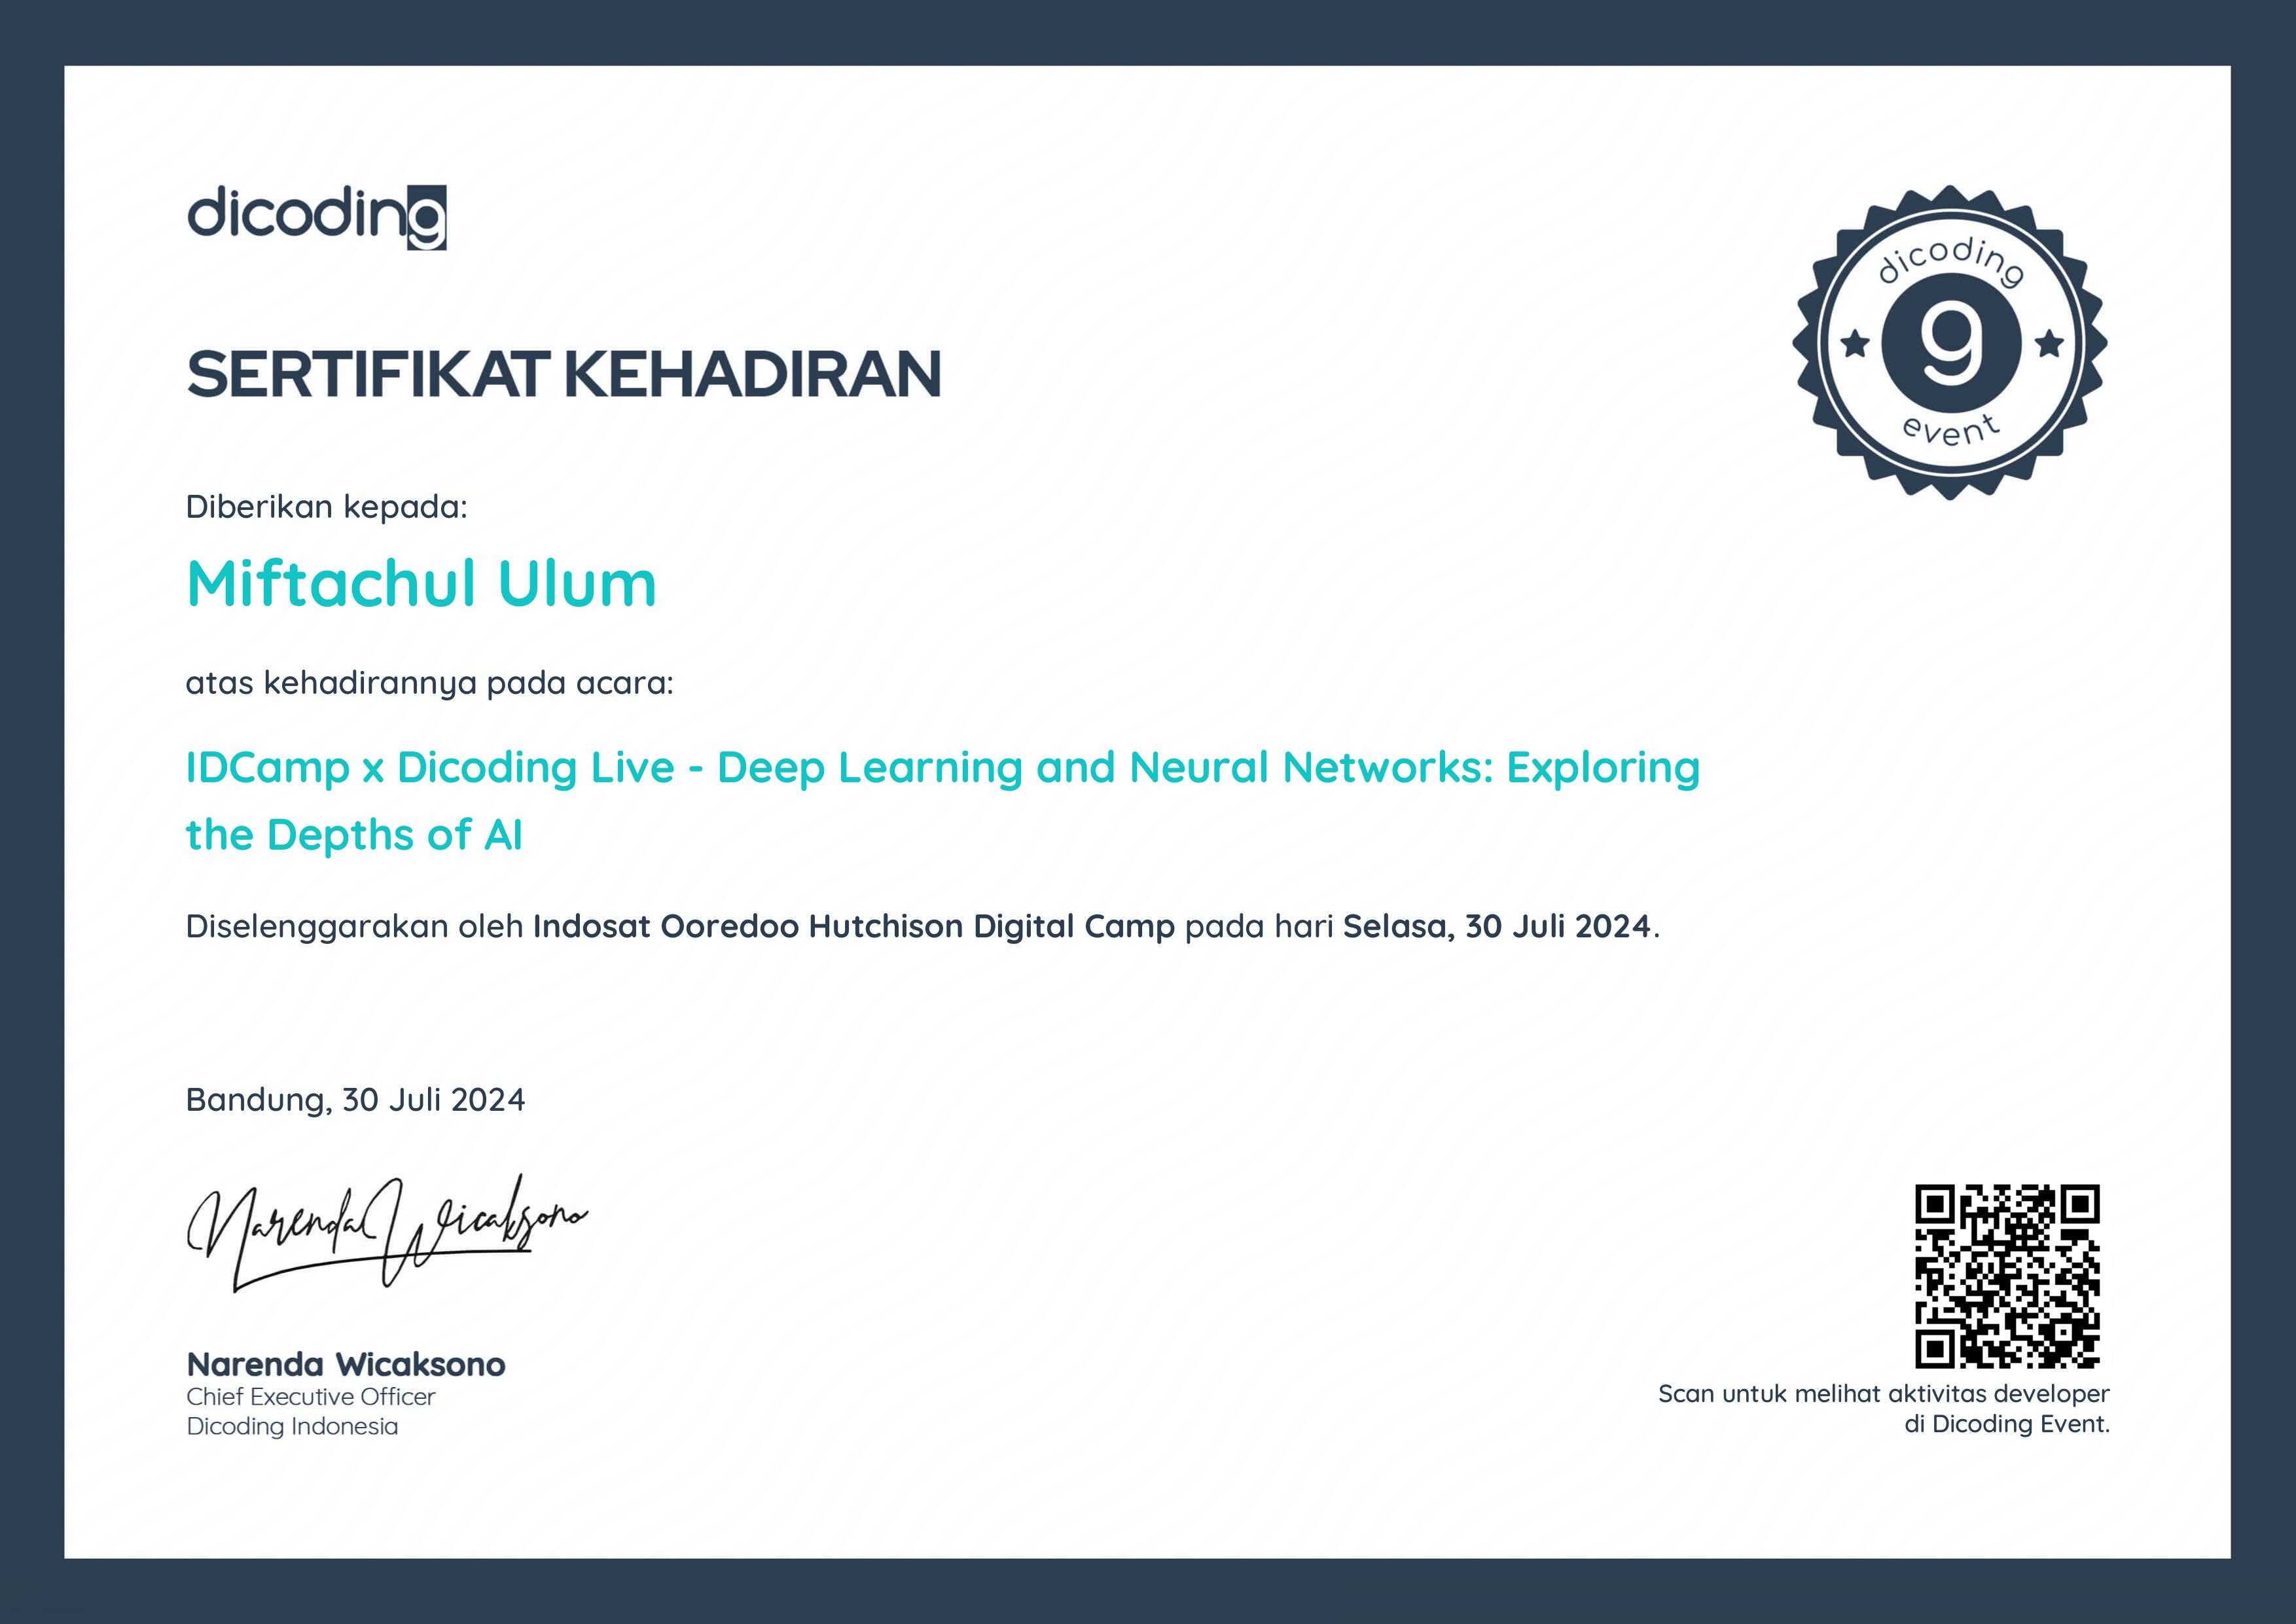 dicoding
SERTIFIKAT KEHADIRAN
dicoding
g
event
Diberikan kepada:
Miftachul Ulum
atas kehadirannya pada acara:
IDCamp x Dicoding Live - Deep Learning and Neural Networks: Exploring
the Depths of AI
Diselenggarakan oleh Indosat Ooredoo Hutchison Digital Camp pada hari Selasa, 30 Juli 2024.
Bandung, 30 Juli 2024
Narenda Wicaksono
Narenda Wicaksono
Chief Executive Officer
Dicoding Indonesia
Scan untuk melihat aktivitas developer
di Dicoding Event.